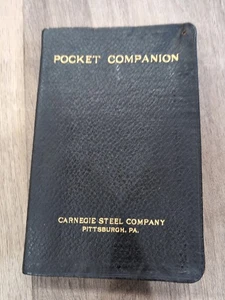 POCKET COMPANION
CARNEGIE STEEL COMPANY
PITTSBURGH, PA.